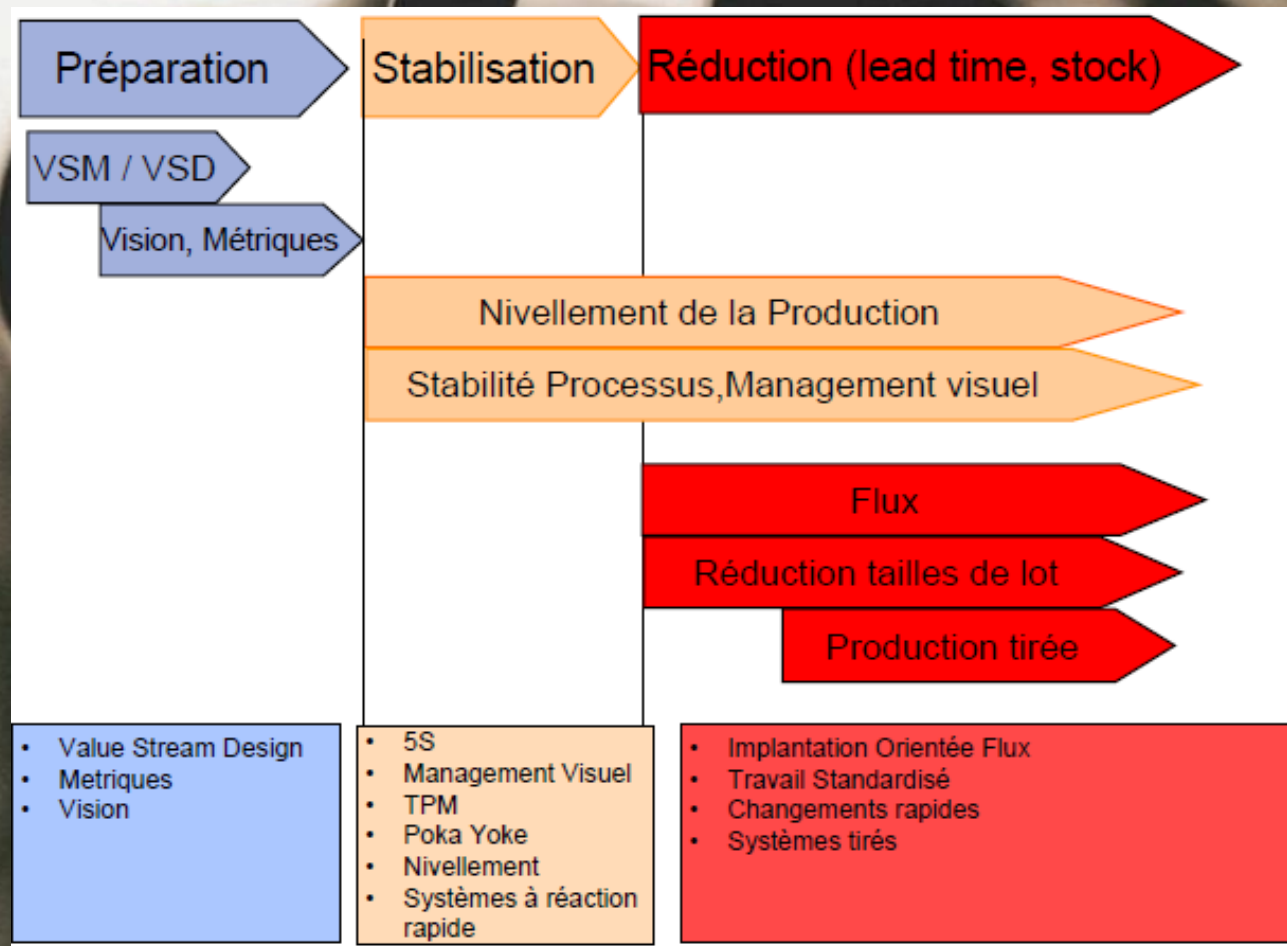 Préparation
Stabilisation
Réduction (lead time, stock)
VSM / VSD
Vision, Métriques
Nivellement de la Production
Stabilité Processus,Management visuel
Flux
Réduction tailles de lot
Production tirée
• Value Stream Design
• Metriques
• Vision
• 5S
• Management Visuel
• TPM
• Poka Yoke
• Nivellement
• Systèmes à réaction
rapide
• Implantation Orientée Flux
• Travail Standardisé
• Changements rapides
• Systèmes tirés